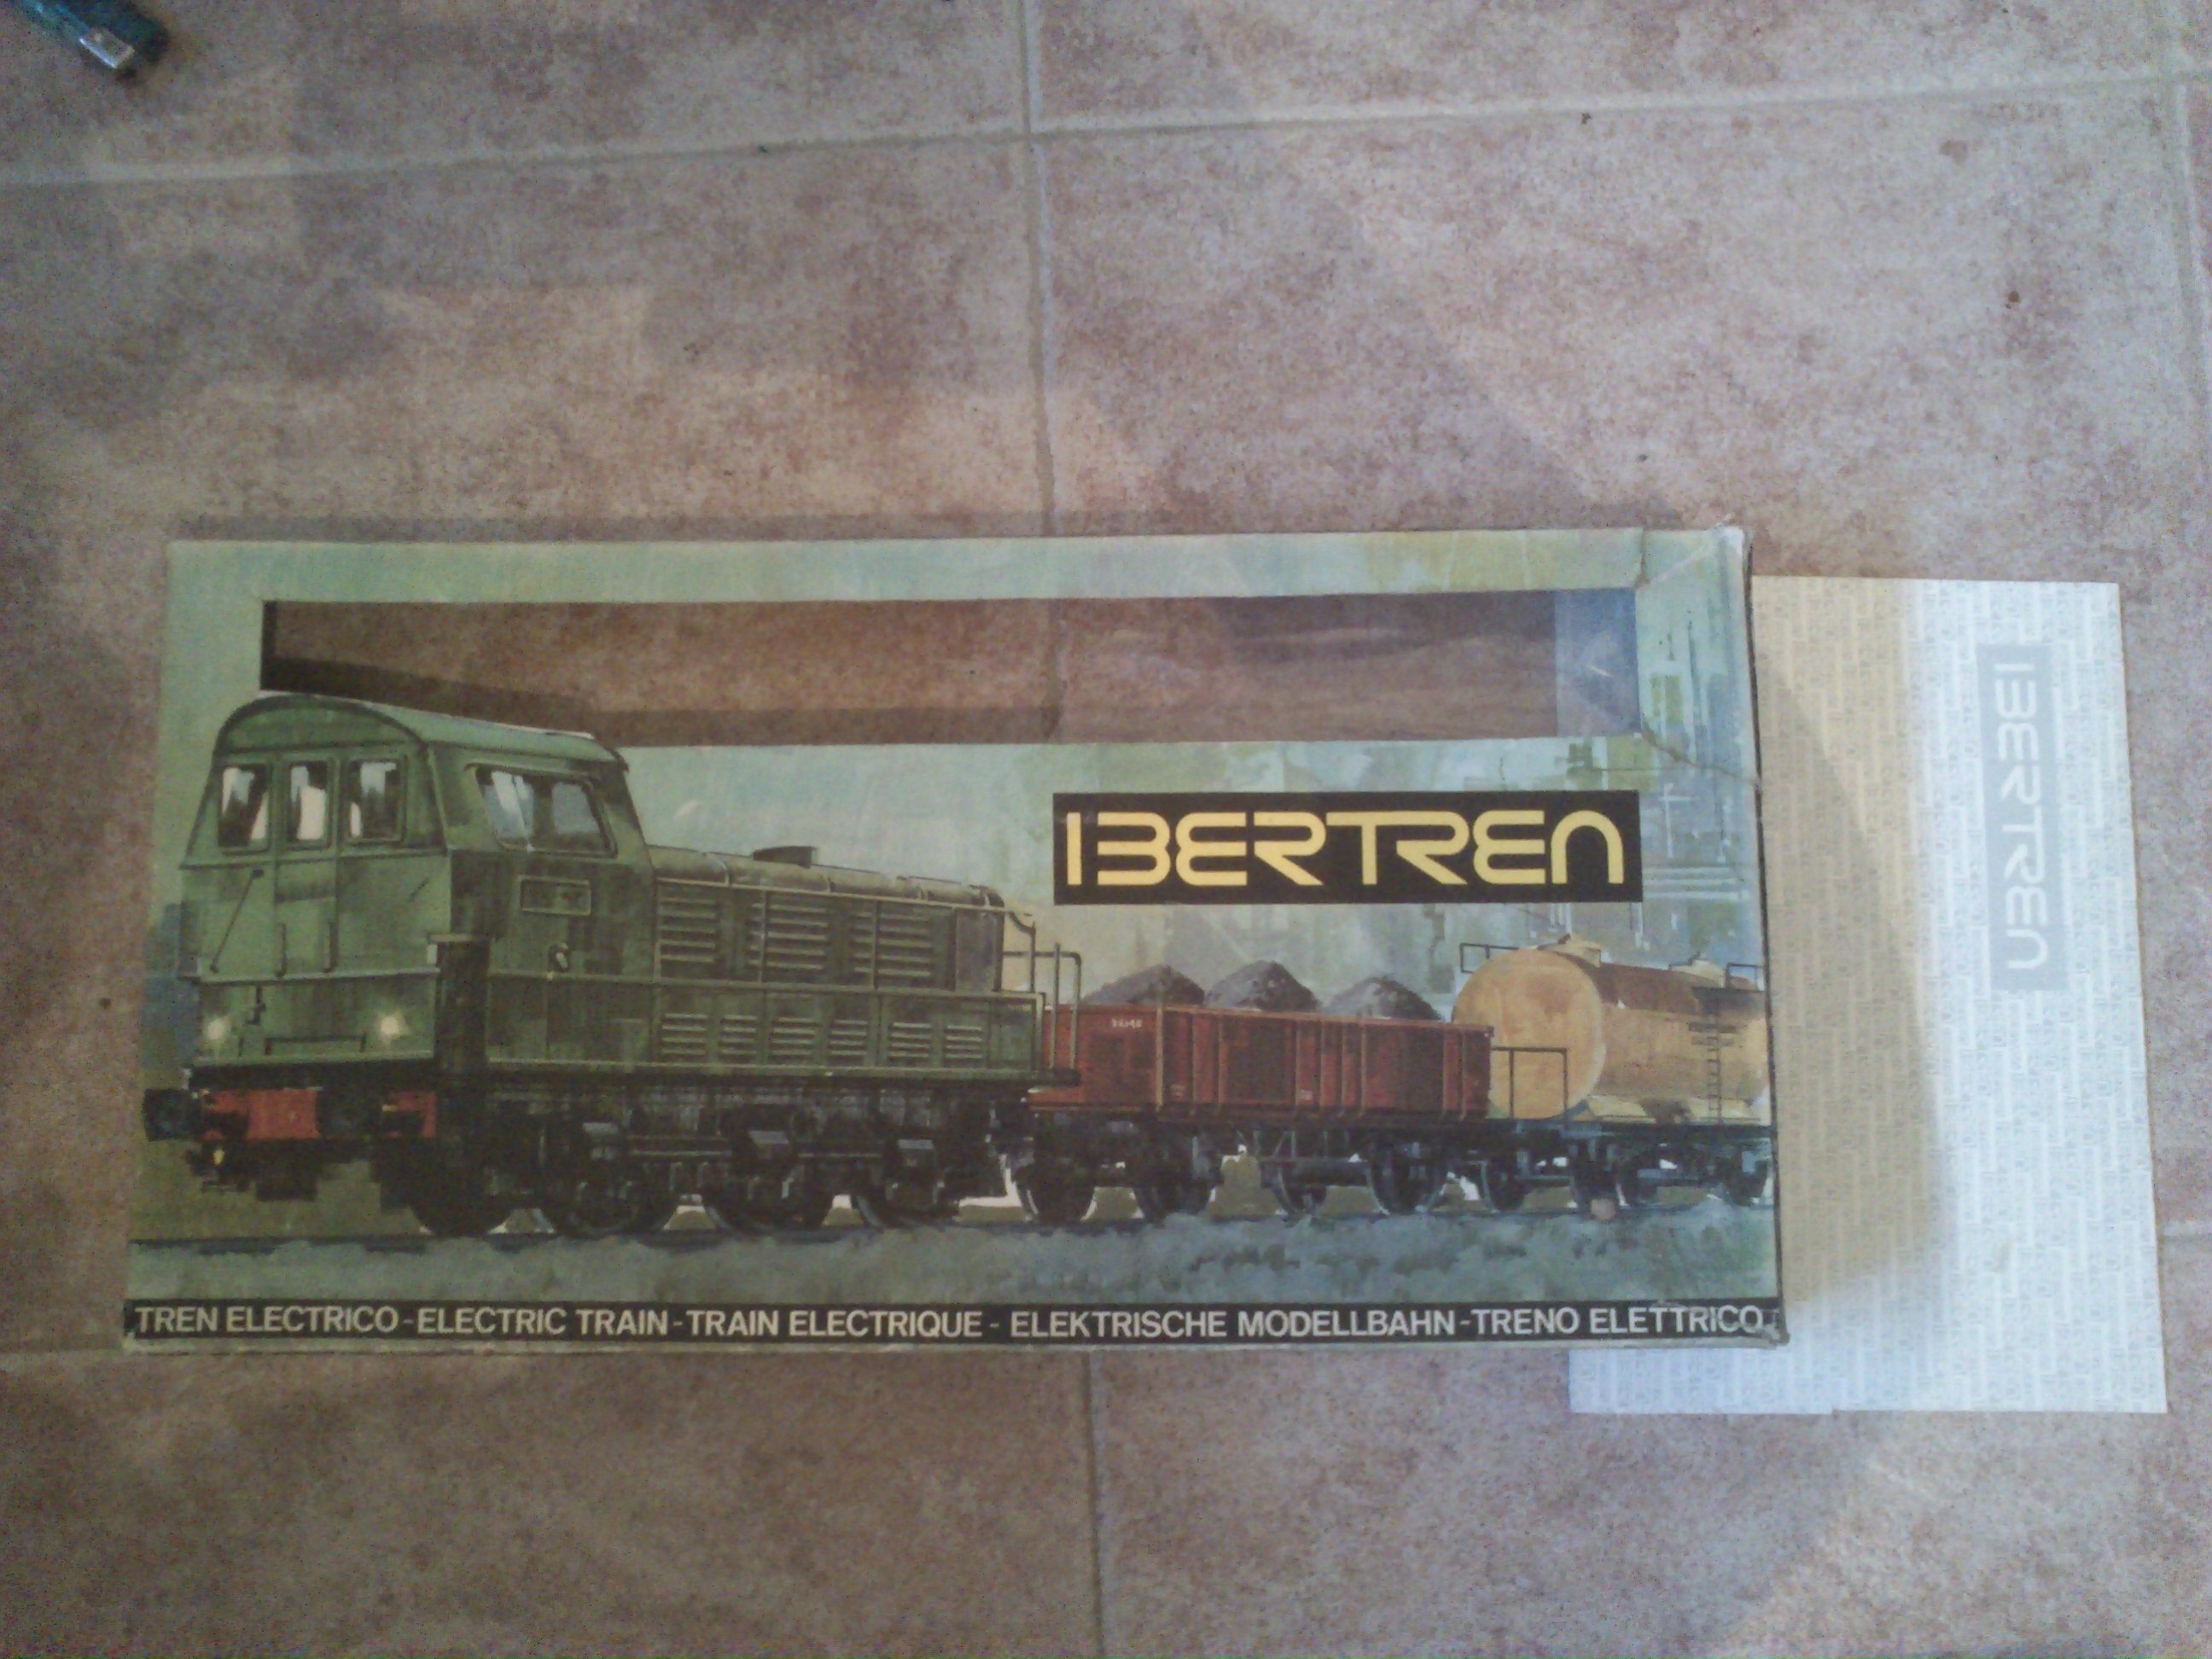 IBERTREN
IBERTREN
TREN ELECTRICO - ELECTRIC TRAIN - TRAIN ELECTRIQUE - ELEKTRISCHE MODELLBAHN - TRENO ELETTRICO